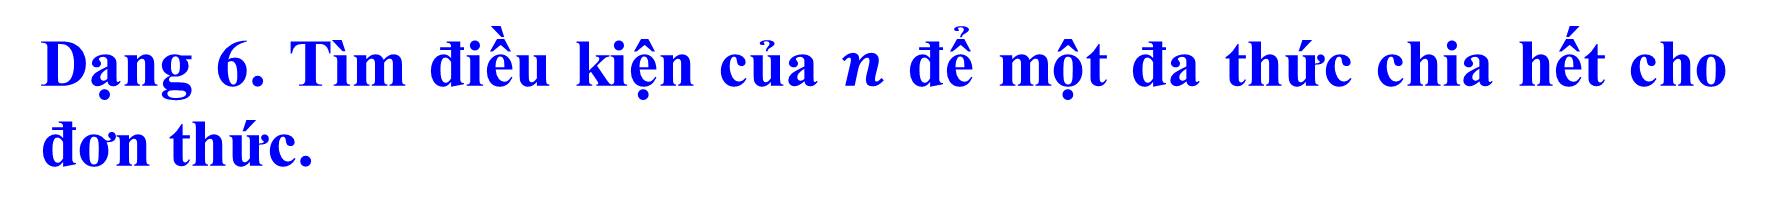 Dạng 6. Tìm điều kiện của n để một đa thức chia hết cho
đơn thức.